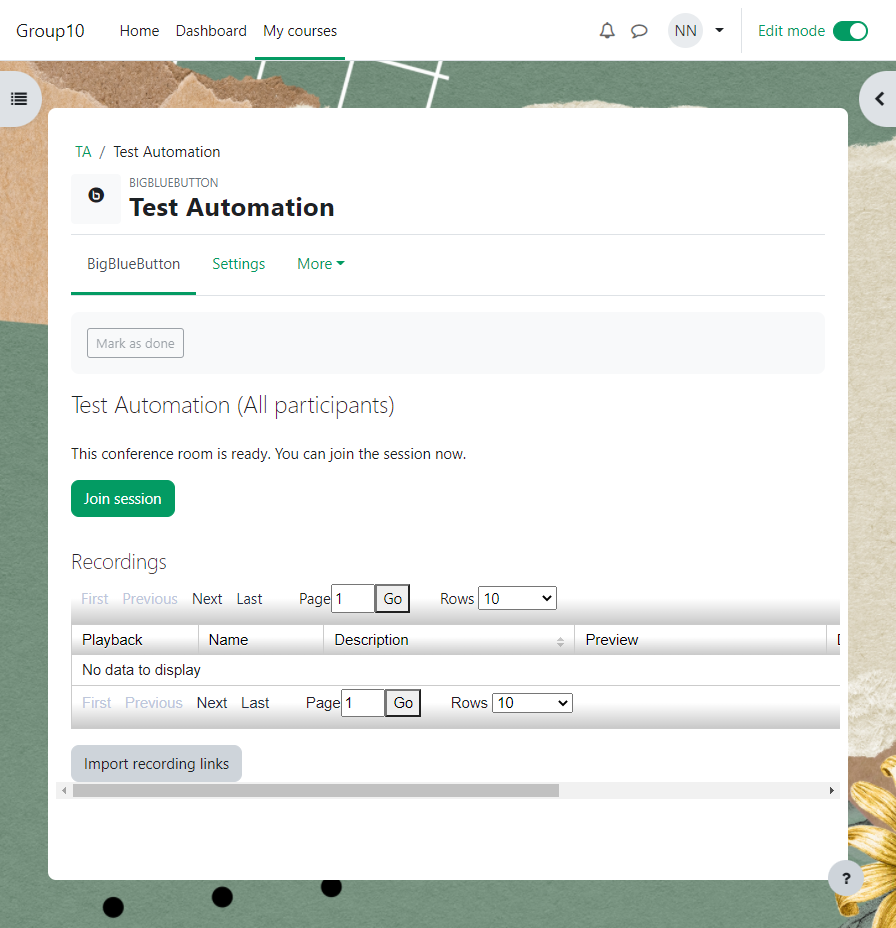 Group10 Home Dashboard My courses NN Edit mode
TA / Test Automation
BIGBLUEBUTTON
Test Automation
BigBlueButton Settings More
Mark as done
Test Automation (All participants)
This conference room is ready. You can join the session now.
Join session
Recordings
First Previous Next Last Page 1 Go Rows 10
Playback Name Description Preview
No data to display
First Previous Next Last Page 1 Go Rows 10
Import recording links
?